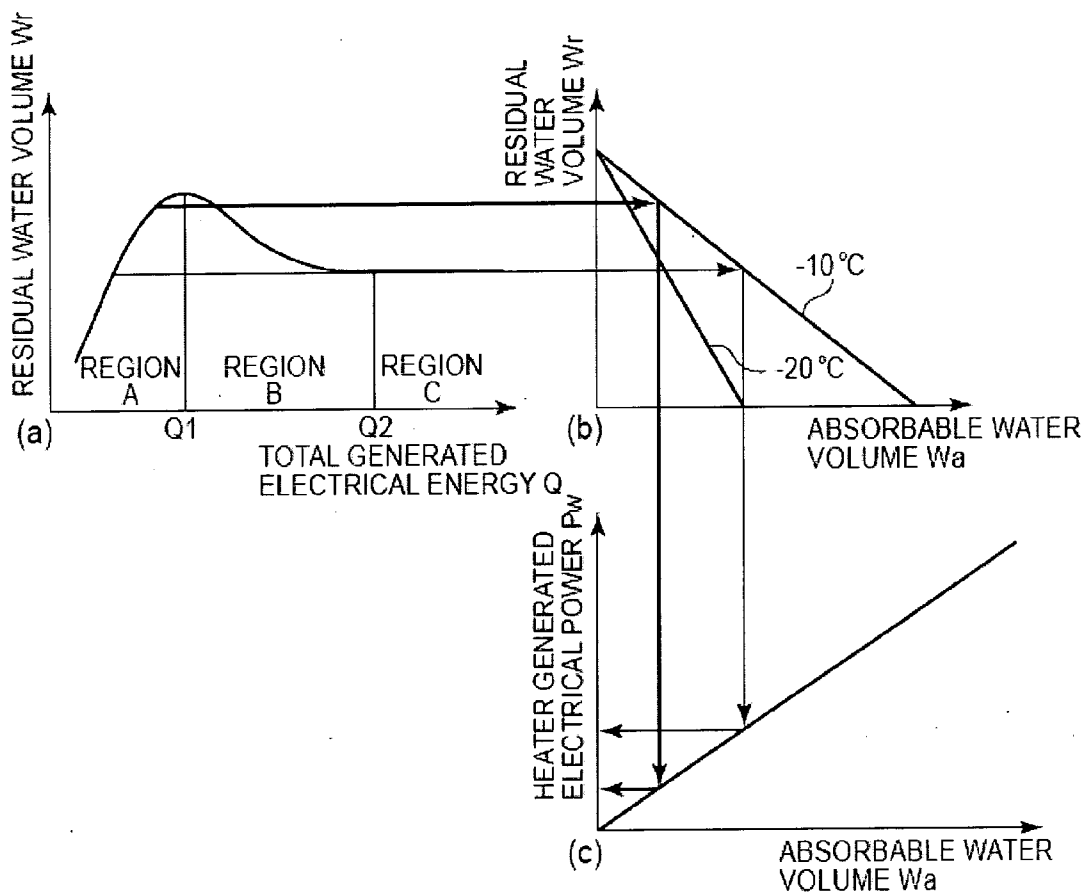 RESIDUAL WATER VOLUME Wr
REGION
A
REGION
B
REGION
C
(a)
Q1
Q2
TOTAL GENERATED
ELECTRICAL ENERGY Q
RESIDUAL
WATER
VOLUME Wr
-10°C
-20°C
(b)
ABSORBABLE WATER
VOLUME Wa
HEATER GENERATED
ELECTRICAL POWER Pw
(c)
ABSORBABLE WATER
VOLUME Wa